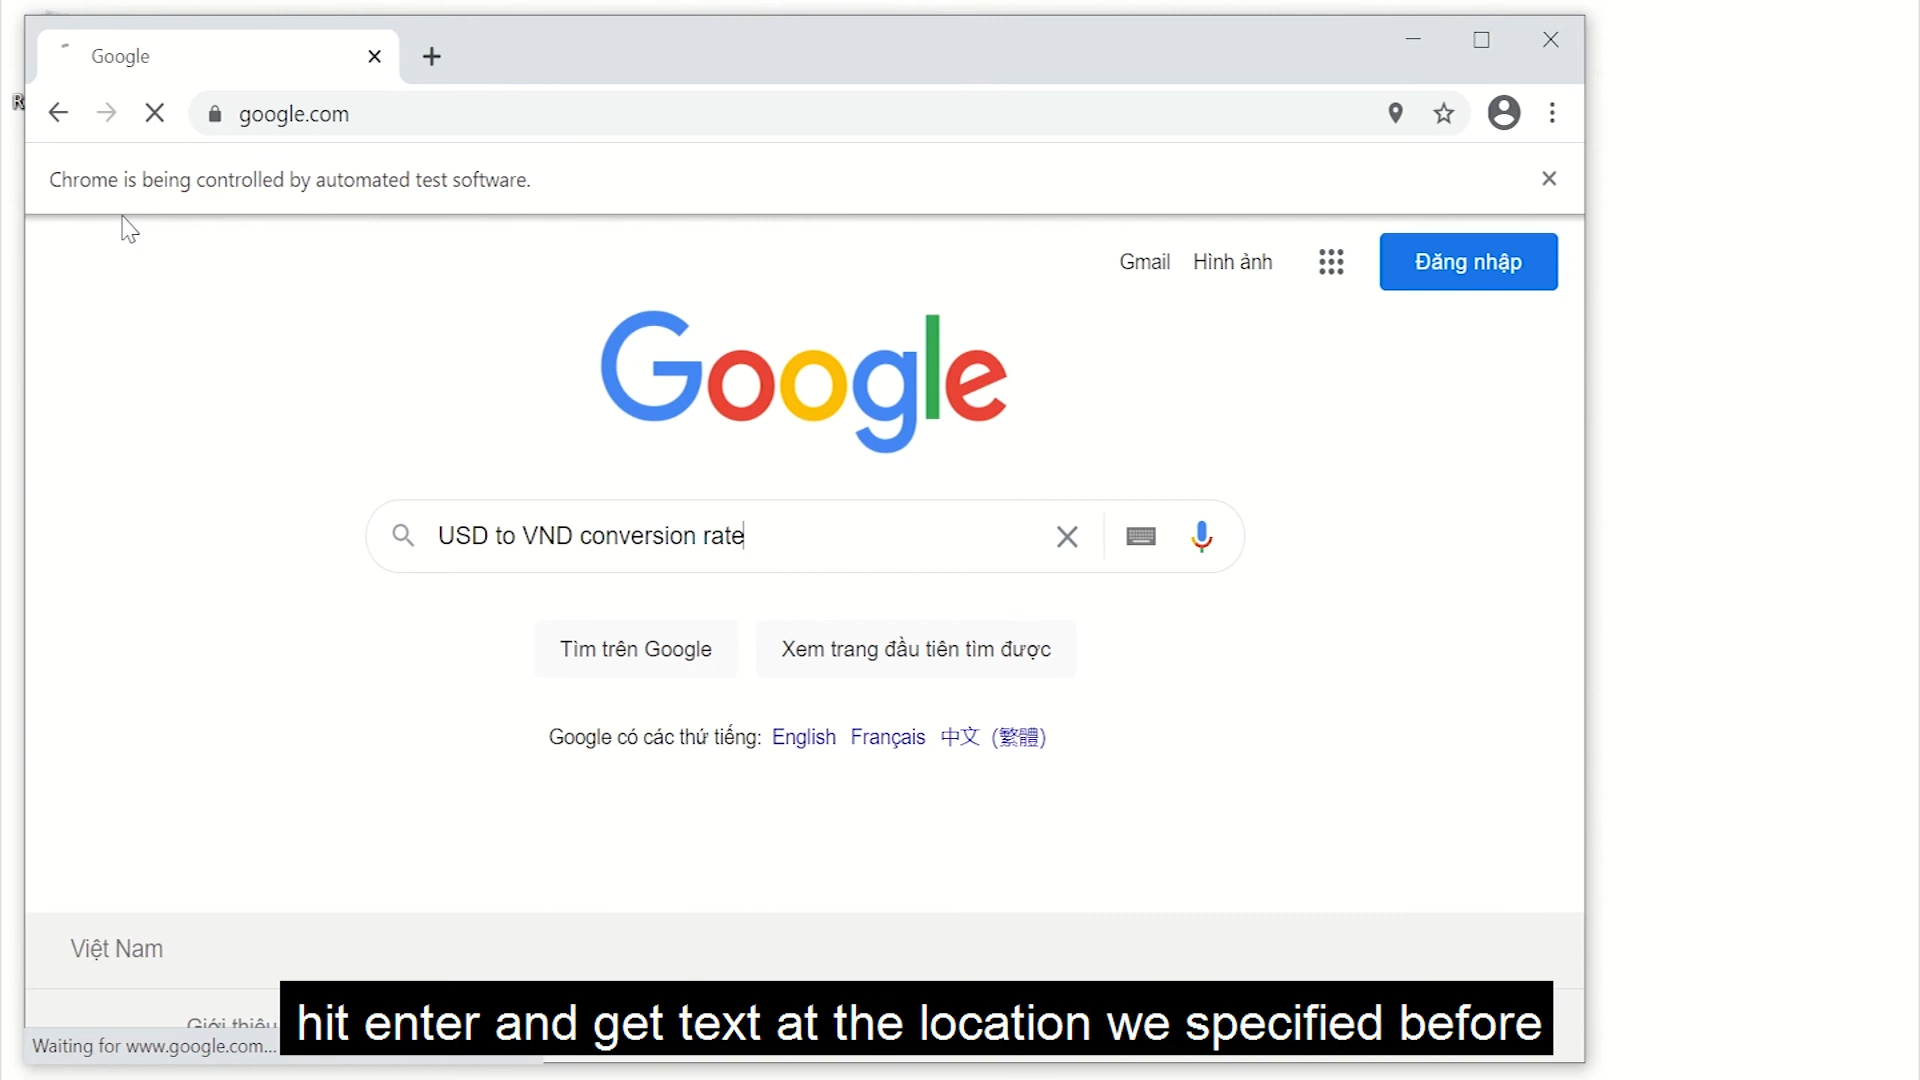 Google
google.com
Chrome is being controlled by automated test software.
Gmail Hình ảnh Đăng nhập
Google
USD to VND conversion rate
Tìm trên Google Xem trang đầu tiên tìm được
Google có các thứ tiếng: English Français 中文 (繁體)
Việt Nam
Giới thiệu
Waiting for www.google.com...
hit enter and get text at the location we specified before
R